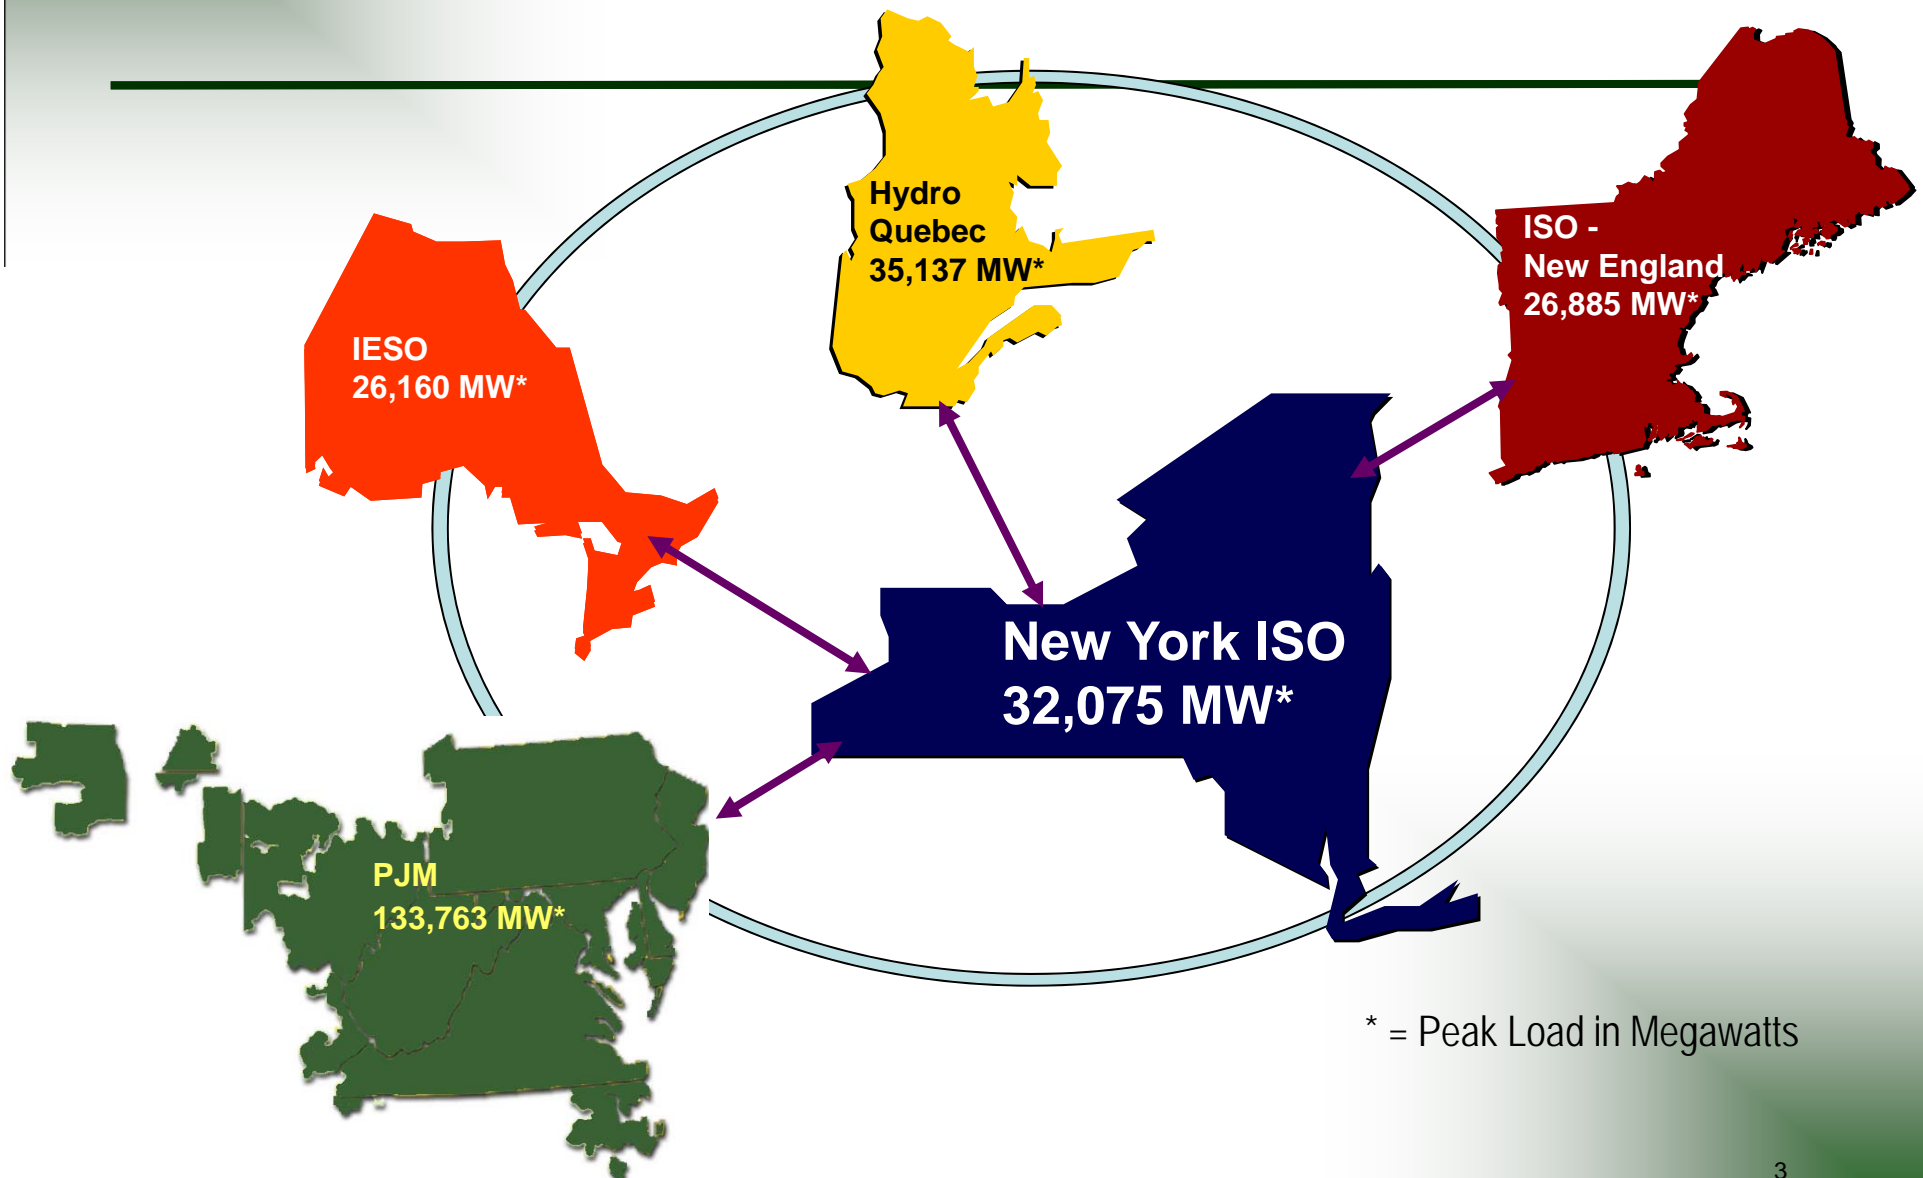 Hydro
Quebec
35,137 MW*
ISO -
New England
26,885 MW*
IESO
26,160 MW*
New York ISO
32,075 MW*
PJM
133,763 MW*
* = Peak Load in Megawatts
3